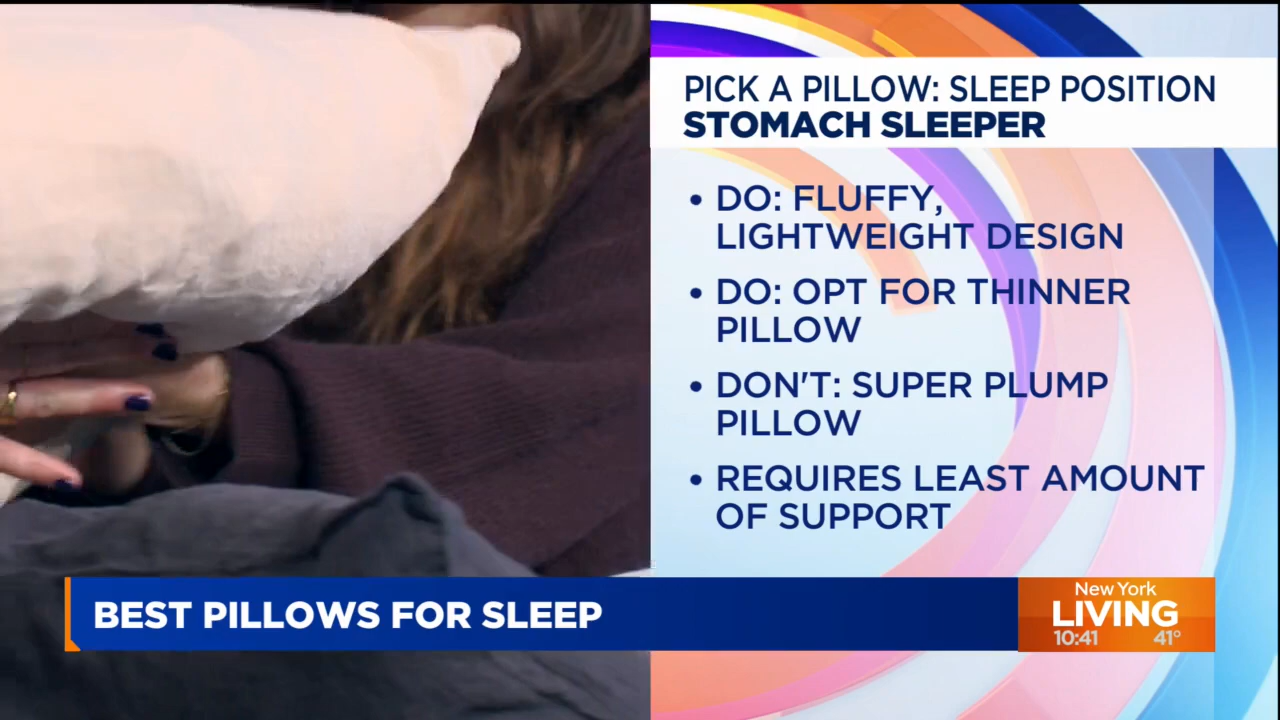 PICK A PILLOW: SLEEP POSITION
STOMACH SLEEPER
• DO: FLUFFY,
LIGHTWEIGHT DESIGN
• DO: OPT FOR THINNER
PILLOW
• DON'T: SUPER PLUMP
PILLOW
• REQUIRES LEAST AMOUNT
OF SUPPORT
BEST PILLOWS FOR SLEEP
New York
LIVING
10:41 41°